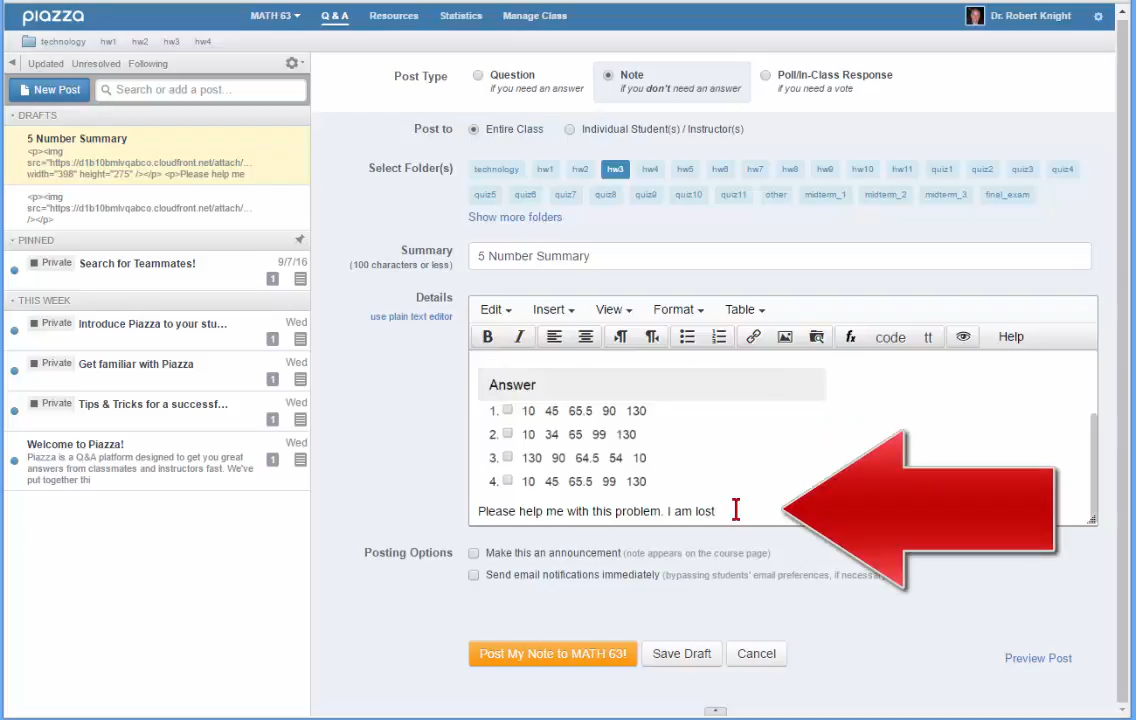 piazza
MATH 63
Q & A
Resources
Statistics
Manage Class
Dr. Robert Knight
technology
hw1
hw2
hw3
hw4
Updated
Unresolved
Following
New Post
Search or add a post...
DRAFTS
5 Number Summary
<p><img
src="https://d1b10bmlvqabco.cloudfront.net/attach/...
width="398" height="275" /></p> <p>Please help me
<p><img
src="https://d1b10bmlvqabco.cloudfront.net/attach/...
/></p>
PINNED
Private Search for Teammates! 9/7/16
1
THIS WEEK
Private Introduce Piazza to your stu... Wed
1
Private Get familiar with Piazza Wed
1
Private Tips & Tricks for a successf... Wed
1
Welcome to Piazza! Wed
Piazza is a Q&A platform designed to get you great
answers from classmates and instructors fast. We've
put together thi
1
Post Type
Question
if you need an answer
Note
if you don't need an answer
Poll/In-Class Response
if you need a vote
Post to
Entire Class
Individual Student(s) / Instructor(s)
Select Folder(s)
technology hw1 hw2 hw3 hw4 hw5 hw6 hw7 hw8 hw9 hw10 hw11 quiz1 quiz2 quiz3 quiz4
quiz5 quiz6 quiz7 quiz8 quiz9 quiz10 quiz11 other midterm_1 midterm_2 midterm_3 final_exam
Show more folders
Summary
(100 characters or less)
5 Number Summary
Details
use plain text editor
Edit Insert View Format Table
B I fx code tt Help
Answer
1. 10 45 65.5 90 130
2. 10 34 65 99 130
3. 130 90 64.5 54 10
4. 10 45 65.5 99 130
Please help me with this problem. I am lost
Posting Options
Make this an announcement (note appears on the course page)
Send email notifications immediately (bypassing students' email preferences, if necessary
Post My Note to MATH 63!
Save Draft
Cancel
Preview Post